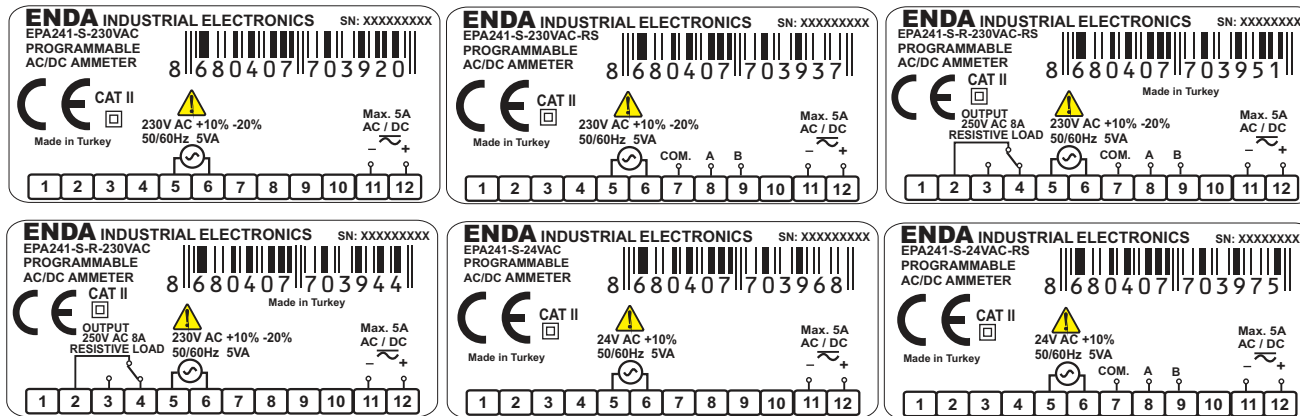 ENDA INDUSTRIAL ELECTRONICS SN: XXXXXXXXX
EPA241-S-230VAC
PROGRAMMABLE
AC/DC AMMETER
8 680407 703920
CAT II
Made in Turkey
230V AC +10% -20%
50/60Hz 5VA
Max. 5A
AC / DC
– +
1 2 3 4 5 6 7 8 9 10 11 12
ENDA INDUSTRIAL ELECTRONICS SN: XXXXXXXXX
EPA241-S-230VAC-RS
PROGRAMMABLE
AC/DC AMMETER
8 680407 703937
CAT II
Made in Turkey
230V AC +10% -20%
50/60Hz 5VA
COM. A B
Max. 5A
AC / DC
– +
1 2 3 4 5 6 7 8 9 10 11 12
ENDA INDUSTRIAL ELECTRONICS SN: XXXXXXXXX
EPA241-S-R-230VAC-RS
PROGRAMMABLE
AC/DC AMMETER
8 680407 703951
Made in Turkey
CAT II
OUTPUT
250V AC 8A
RESISTIVE LOAD
230V AC +10% -20%
50/60Hz 5VA
COM. A B
Max. 5A
AC / DC
– +
1 2 3 4 5 6 7 8 9 10 11 12
ENDA INDUSTRIAL ELECTRONICS SN: XXXXXXXXX
EPA241-S-R-230VAC
PROGRAMMABLE
AC/DC AMMETER
8 680407 703944
Made in Turkey
CAT II
OUTPUT
250V AC 8A
RESISTIVE LOAD
230V AC +10% -20%
50/60Hz 5VA
Max. 5A
AC / DC
– +
1 2 3 4 5 6 7 8 9 10 11 12
ENDA INDUSTRIAL ELECTRONICS SN: XXXXXXXXX
EPA241-S-24VAC
PROGRAMMABLE
AC/DC AMMETER
8 680407 703968
CAT II
Made in Turkey
24V AC +10%
50/60Hz 5VA
Max. 5A
AC / DC
– +
1 2 3 4 5 6 7 8 9 10 11 12
ENDA INDUSTRIAL ELECTRONICS SN: XXXXXXXXX
EPA241-S-24VAC-RS
PROGRAMMABLE
AC/DC AMMETER
8 680407 703975
CAT II
Made in Turkey
24V AC +10%
50/60Hz 5VA
COM. A B
Max. 5A
AC / DC
– +
1 2 3 4 5 6 7 8 9 10 11 12